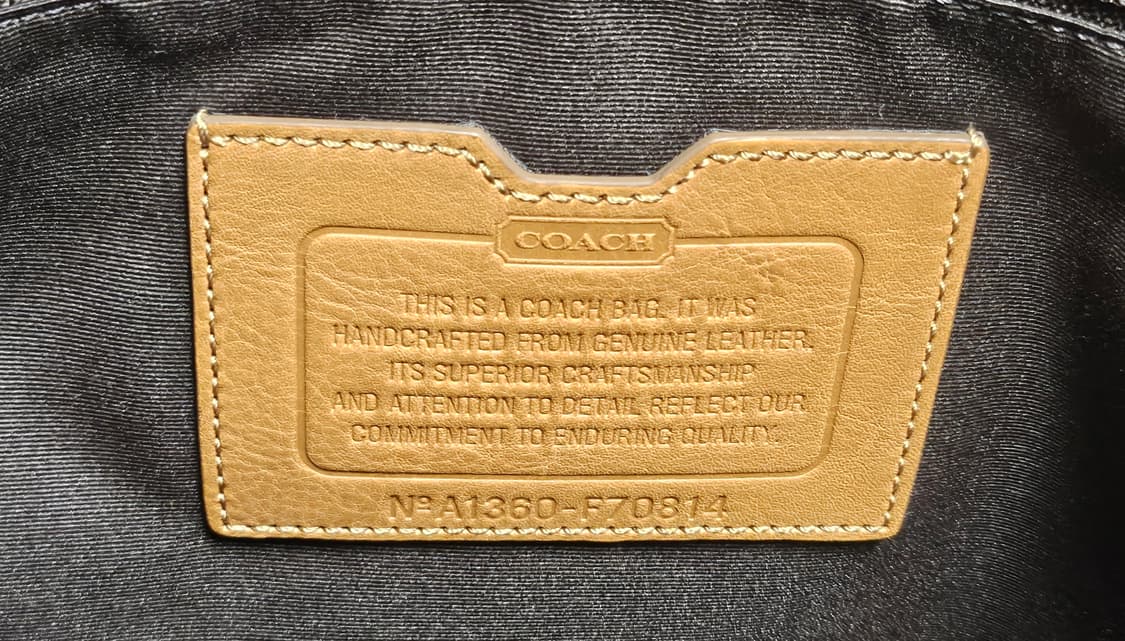 COACH
THIS IS A COACH BAG. IT WAS
HANDCRAFTED FROM GENUINE LEATHER.
ITS SUPERIOR CRAFTSMANSHIP
AND ATTENTION TO DETAIL REFLECT OUR
COMMITMENT TO ENDURING QUALITY.
Nº A1360-F70814